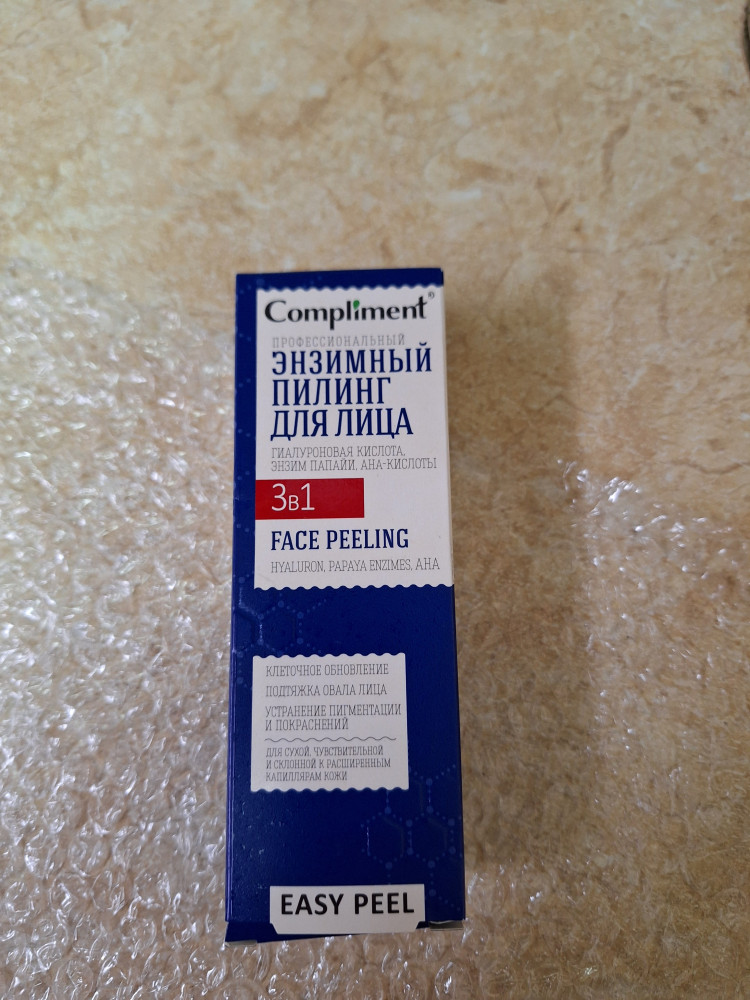 Compliment®
ПРОФЕССИОНАЛЬНЫЙ
ЭНЗИМНЫЙ
ПИЛИНГ
ДЛЯ ЛИЦА
ГИАЛУРОНОВАЯ КИСЛОТА,
ЭНЗИМ ПАПАЙИ, АНА-КИСЛОТЫ
3в1
FACE PEELING
HYALURON, PAPAYA ENZIMES, AHA
КЛЕТОЧНОЕ ОБНОВЛЕНИЕ
ПОДТЯЖКА ОВАЛА ЛИЦА
УСТРАНЕНИЕ ПИГМЕНТАЦИИ
И ПОКРАСНЕНИЙ
ДЛЯ СУХОЙ, ЧУВСТВИТЕЛЬНОЙ
И СКЛОННОЙ К РАСШИРЕННЫМ
КАПИЛЛЯРАМ КОЖИ
EASY PEEL